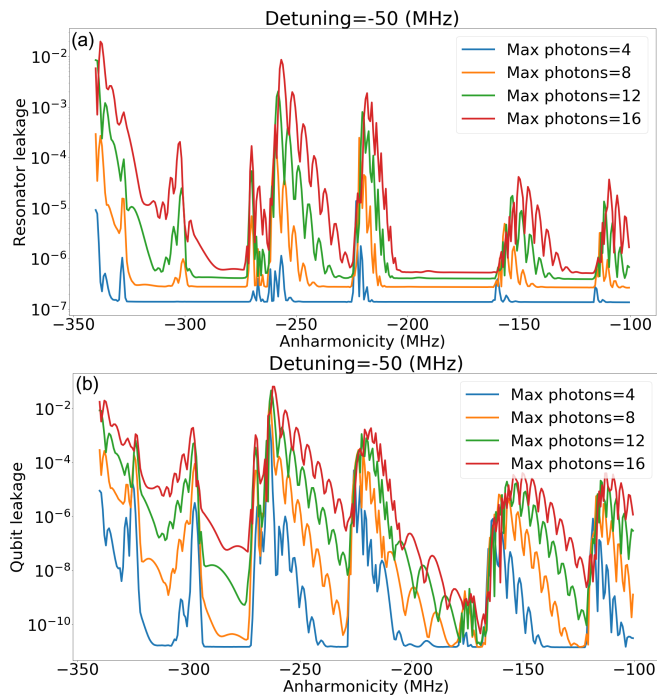 Detuning=-50 (MHz)
(a)
Resonator leakage
10⁻²
10⁻³
10⁻⁴
10⁻⁵
10⁻⁶
10⁻⁷
Max photons=4
Max photons=8
Max photons=12
Max photons=16
−350 −300 −250 −200 −150 −100
Anharmonicity (MHz)
Detuning=-50 (MHz)
(b)
Qubit leakage
10⁻²
10⁻⁴
10⁻⁶
10⁻⁸
10⁻¹⁰
Max photons=4
Max photons=8
Max photons=12
Max photons=16
−350 −300 −250 −200 −150 −100
Anharmonicity (MHz)